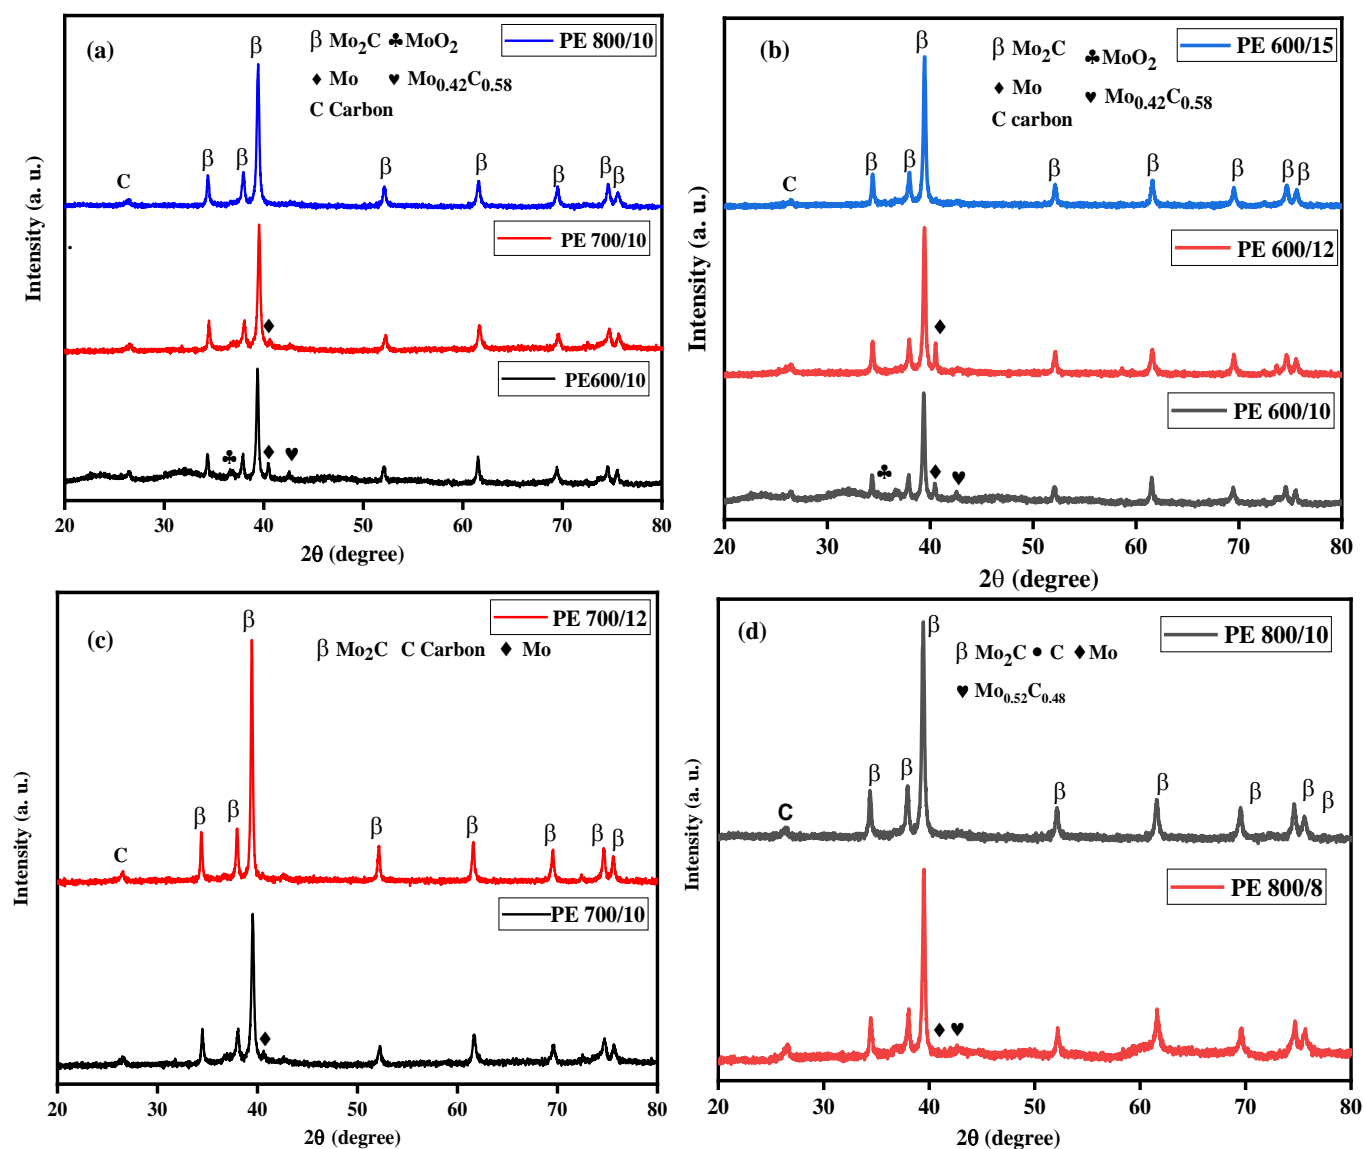 (a)
β Mo2C ♣ MoO2
♦ Mo ♥ Mo0.42C0.58
C Carbon
PE 800/10
β
C β β β β β β β
PE 700/10
♦
PE600/10
♣ ♦ ♥
Intensity (a. u.)
20 30 40 50 60 70 80
2θ (degree)
(b)
β Mo2C ♣MoO2
♦ Mo ♥ Mo0.42C0.58
C carbon
PE 600/15
β
C β β β β β β β
PE 600/12
♦
PE 600/10
♣ ♦ ♥
Intensity (a. u.)
20 30 40 50 60 70 80
2θ (degree)
(c)
β Mo2C C Carbon ♦ Mo
PE 700/12
β
C β β β β β β β
PE 700/10
♦
Intensity (a. u.)
20 30 40 50 60 70 80
2θ (degree)
(d)
β Mo2C • C ♦ Mo
♥ Mo0.52C0.48
PE 800/10
β
C β β β β β β β
PE 800/8
♦ ♥
Intensity (a. u.)
20 30 40 50 60 70 80
2θ (degree)